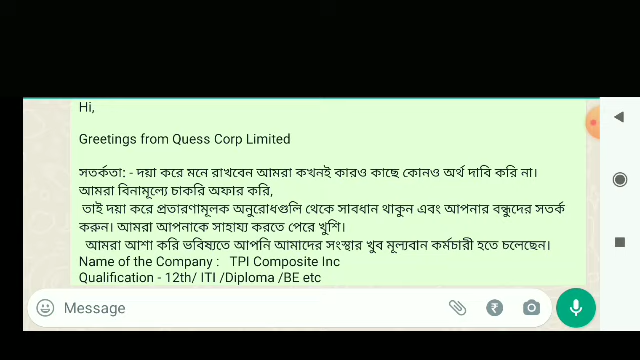 Hi,
Greetings from Quess Corp Limited
সতর্কতা: - দয়া করে মনে রাখবেন আমরা কখনই কারও কাছে কোনও অর্থ দাবি করি না।
আমরা বিনামূল্যে চাকরি অফার করি,
তাই দয়া করে প্রতারণামূলক অনুরোধগুলি থেকে সাবধান থাকুন এবং আপনার বন্ধুদের সতর্ক
করুন। আমরা আপনাকে সাহায্য করতে পেরে খুশি।
আমরা আশা করি ভবিষ্যতে আপনি আমাদের সংস্থার খুব মূল্যবান কর্মচারী হতে চলেছেন।
Name of the Company : TPI Composite Inc
Qualification - 12th/ ITI /Diploma /BE etc
Message